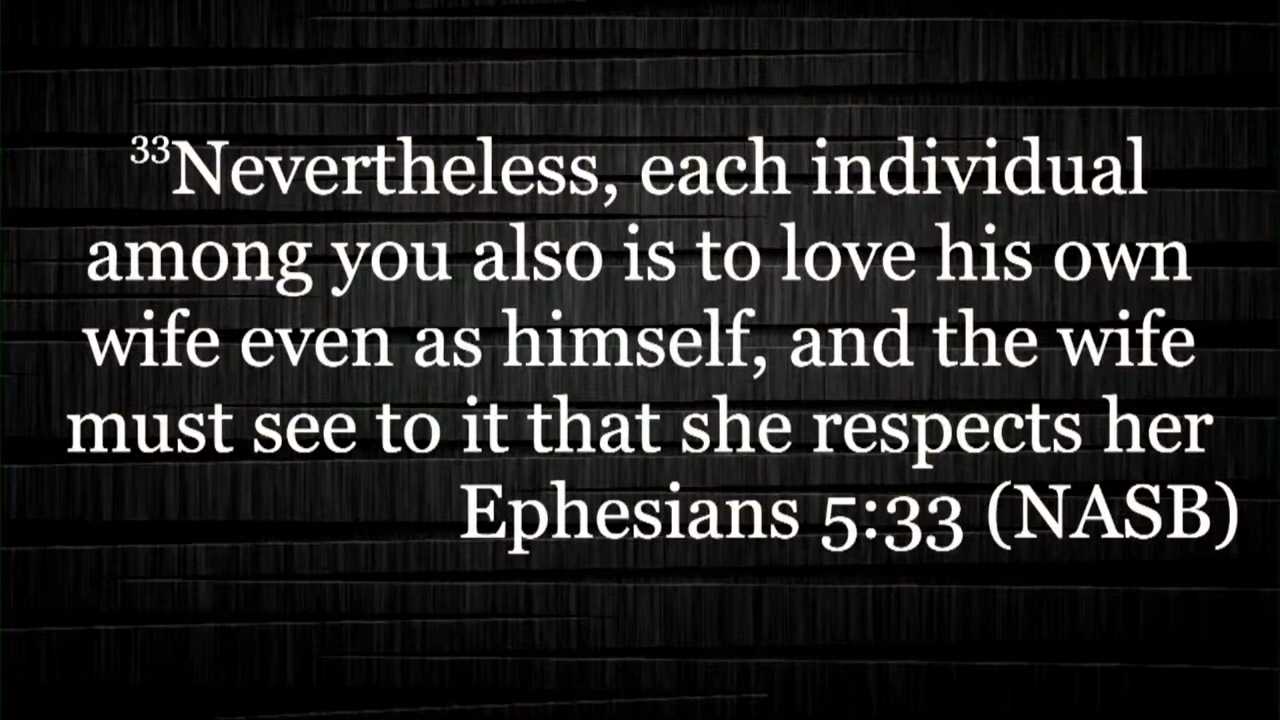 ³³Nevertheless, each individual
among you also is to love his own
wife even as himself, and the wife
must see to it that she respects her
Ephesians 5:33 (NASB)